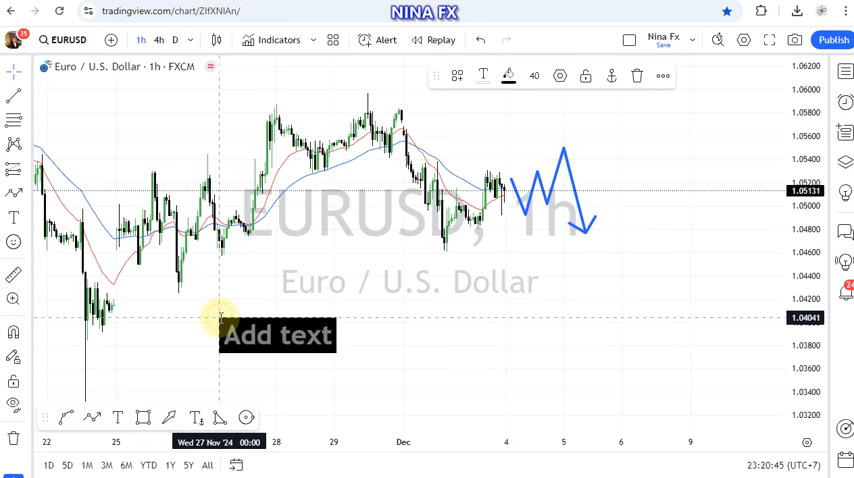 NINA FX
tradingview.com/chart/ZIfXNIAn/
35
EURUSD
1h 4h D
Indicators
Alert
Replay
Nina Fx
Save
Publish
Euro / U.S. Dollar · 1h · FXCM
40
EURUSD, 1h
Euro / U.S. Dollar
Add text
1.06200
1.06000
1.05800
1.05600
1.05400
1.05200
1.05131
1.05000
1.04800
1.04600
1.04400
1.04200
1.04041
1.03800
1.03600
1.03400
1.03200
24
22
25
Wed 27 Nov '24 00:00
28
29
Dec
4
5
6
9
1D 5D 1M 3M 6M YTD 1Y 5Y All
23:20:45 (UTC+7)